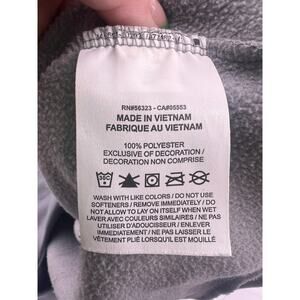 RN#56323 - CA#05553
MADE IN VIETNAM
FABRIQUE AU VIETNAM
100% POLYESTER
EXCLUSIVE OF DECORATION /
DECORATION NON COMPRISE
30C
WASH WITH LIKE COLORS / DO NOT USE
SOFTENERS / REMOVE IMMEDIATELY / DO
NOT ALLOW TO LAY ON ITSELF WHEN WET
LAVER AVEC COULEURS SIMILAIRES / NE PAS
UTILISER D'ADOUCISSEUR / ENLEVER
IMMÉDIATEMENT / NE PAS LAISSER LE
VÊTEMENT PLIÉ LORSQU'IL EST MOUILLÉ